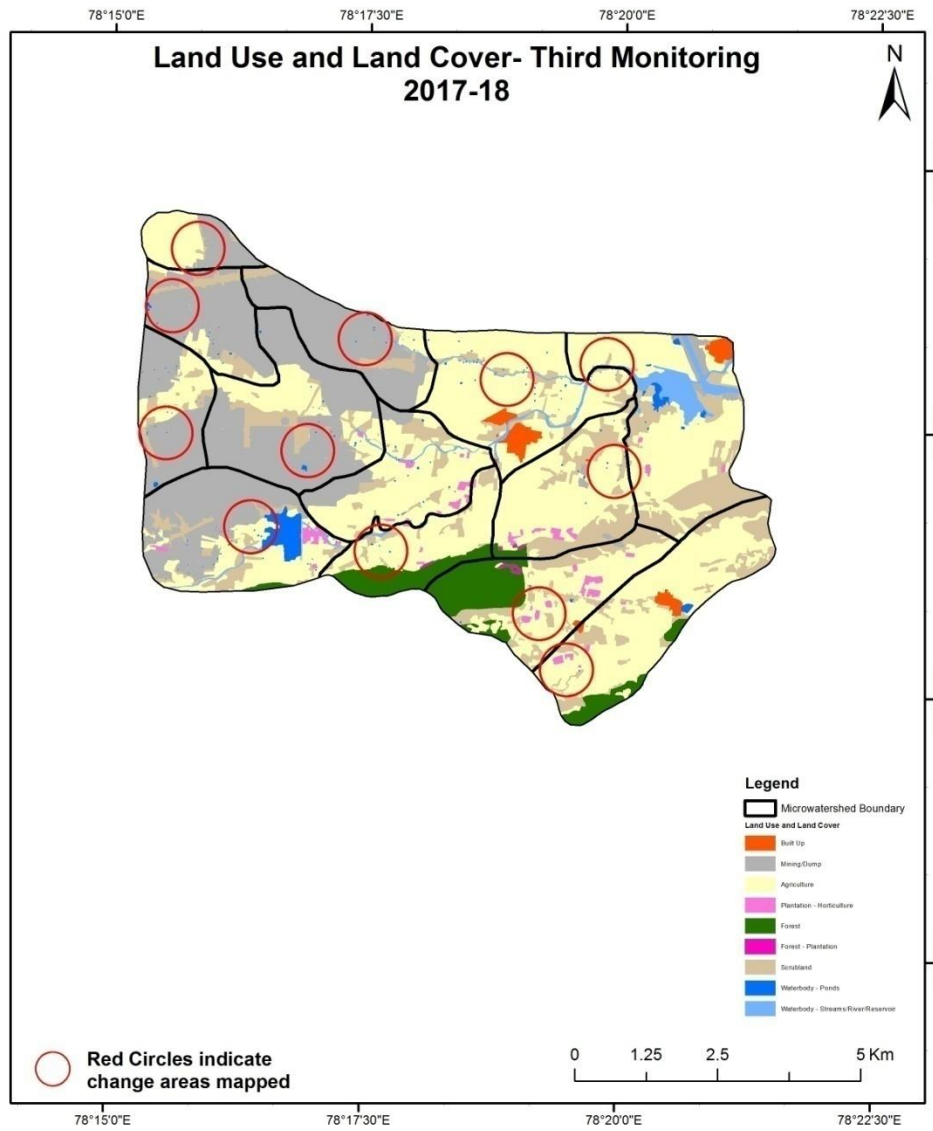 78°15'0"E 78°17'30"E 78°20'0"E 78°22'30"E
Land Use and Land Cover- Third Monitoring
2017-18
N
Legend
Microwatershed Boundary
Land Use and Land Cover
Built Up
Mining/Dump
Agriculture
Plantation - Horticulture
Forest
Forest - Plantation
Scrubland
Waterbody - Ponds
Waterbody - Streams/River/Reservoir
Red Circles indicate
change areas mapped
0 1.25 2.5 5 Km
78°15'0"E 78°17'30"E 78°20'0"E 78°22'30"E